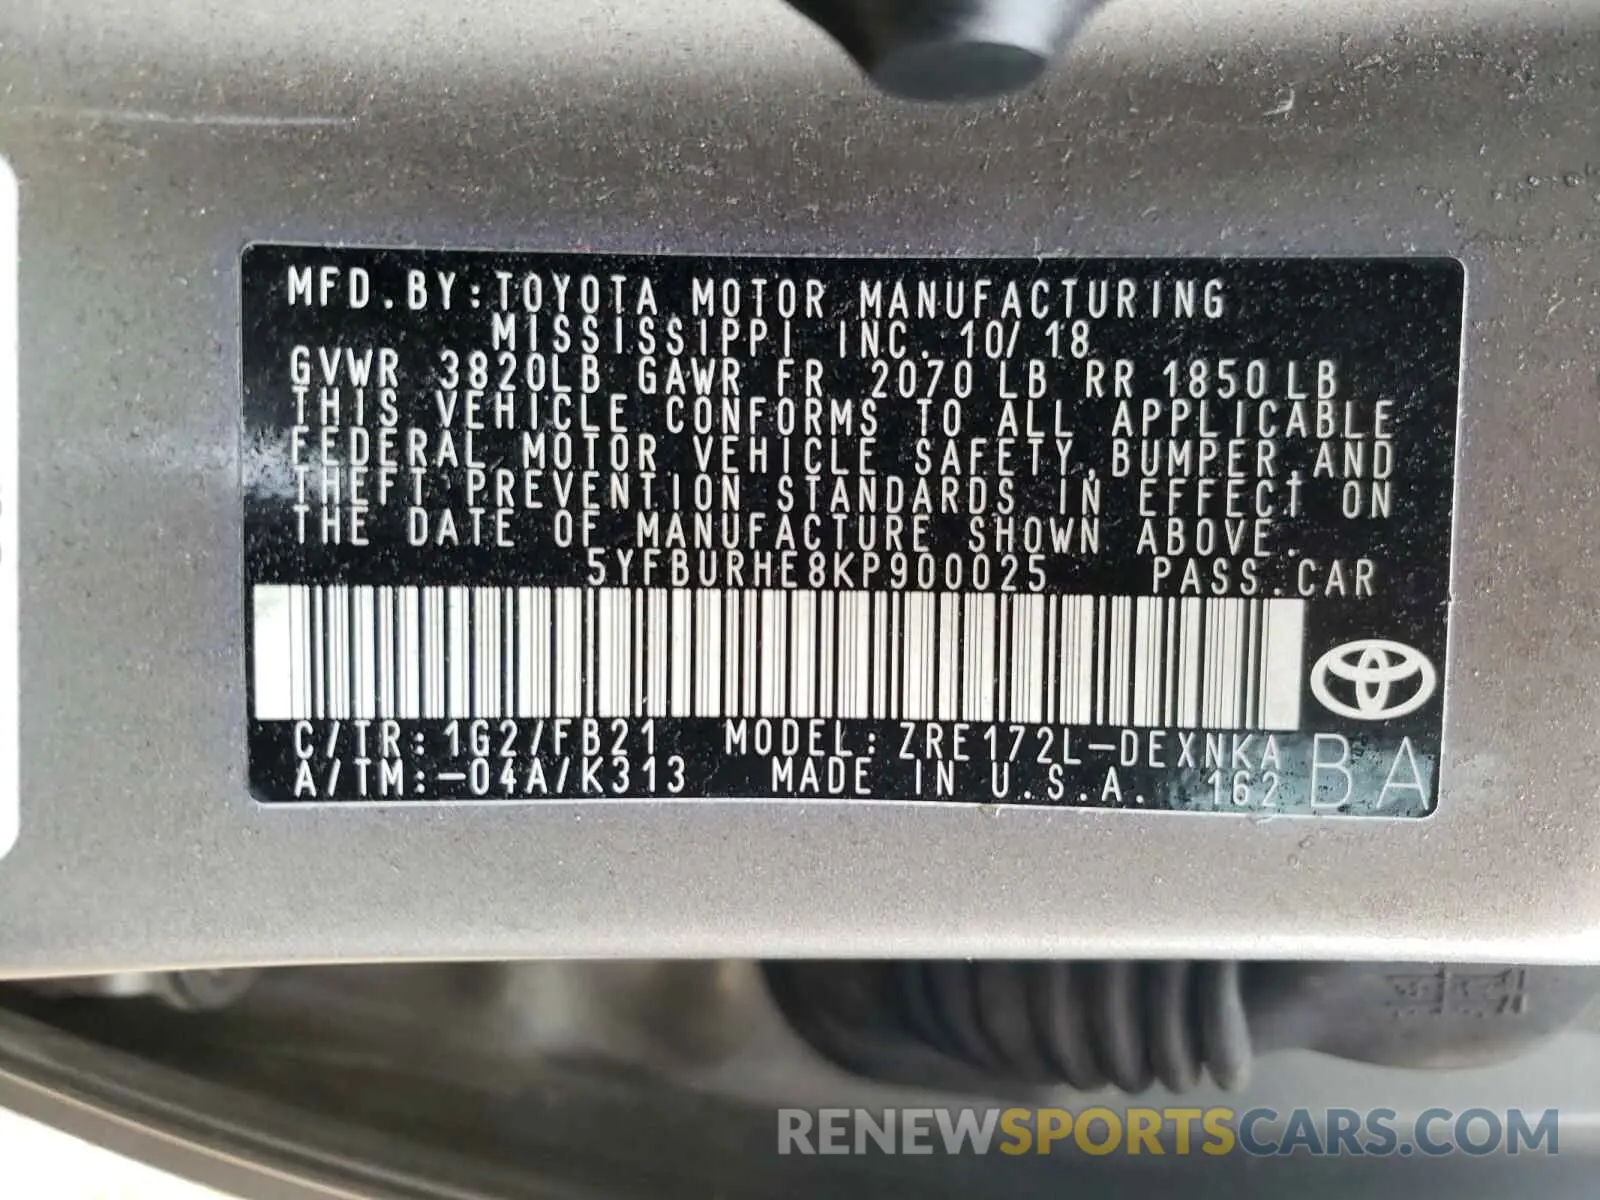 MFD.BY:TOYOTA MOTOR MANUFACTURING
MISSISSIPPI INC. 10/18
GVWR 3820LB GAWR FR 2070 LB RR 1850 LB
THIS VEHICLE CONFORMS TO ALL APPLICABLE
FEDERAL MOTOR VEHICLE SAFETY,BUMPER,AND
THEFT PREVENTION STANDARDS IN EFFECT ON
THE DATE OF MANUFACTURE SHOWN ABOVE.
5YFBURHE8KP900025 PASS.CAR
C/TR:1G2/FB21 MODEL:ZRE172L-DEXNKA
A/TM:-04A/K313 MADE IN U.S.A. 162 BA
RENEWSPORTSCARS.COM